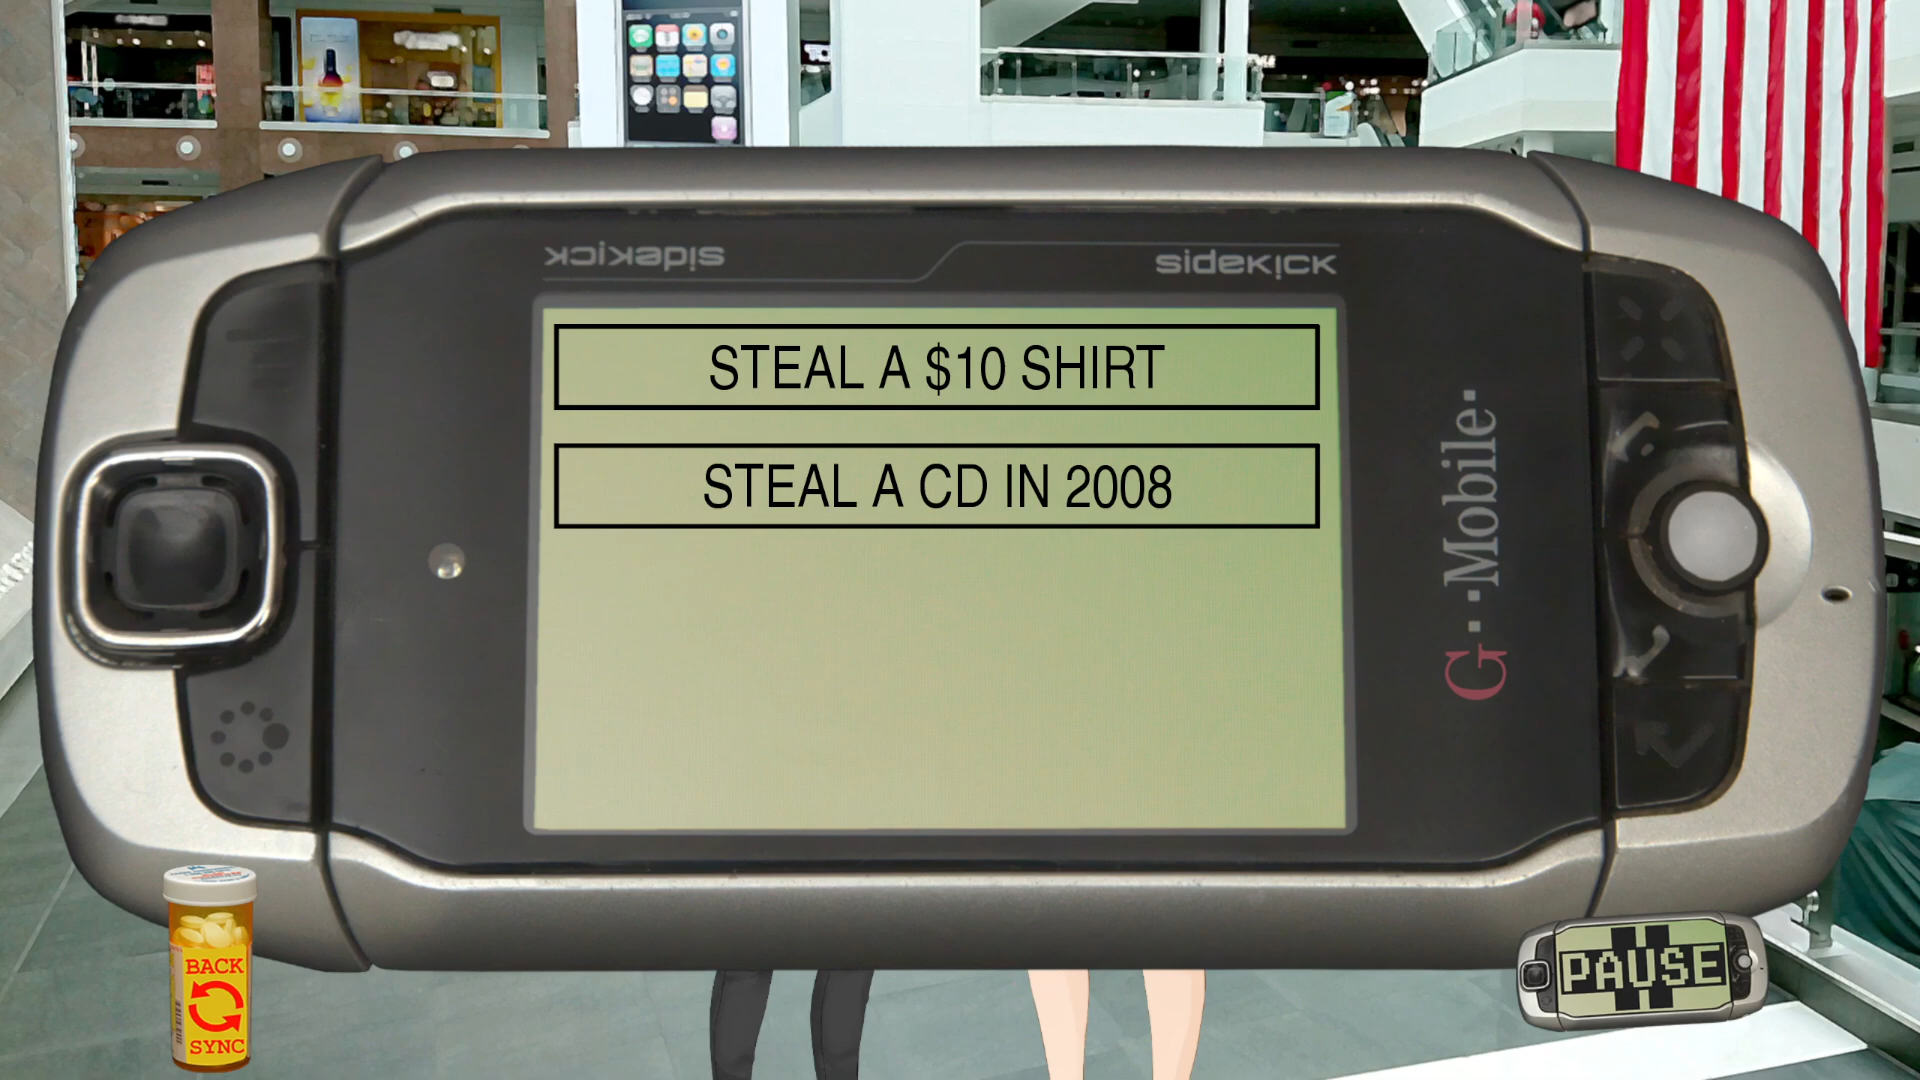 sidekick
sidekick
STEAL A $10 SHIRT
STEAL A CD IN 2008
G··Mobile·
BACK
SYNC
PAUSE